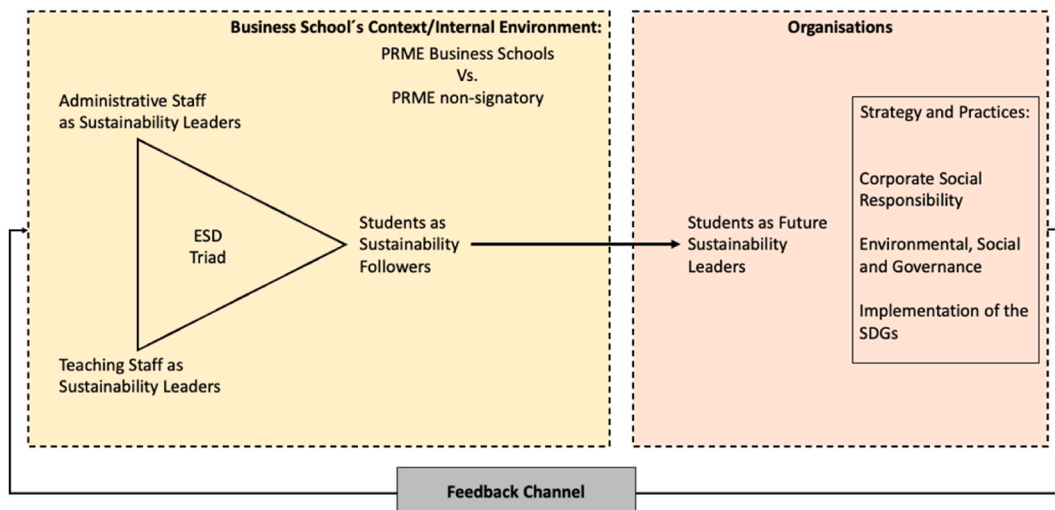 Business School´s Context/Internal Environment:
PRME Business Schools
Vs.
PRME non-signatory
Administrative Staff
as Sustainability Leaders
ESD
Triad
Students as
Sustainability
Followers
Teaching Staff as
Sustainability Leaders
Organisations
Students as Future
Sustainability
Leaders
Strategy and Practices:
Corporate Social
Responsibility
Environmental, Social
and Governance
Implementation of the
SDGs
Feedback Channel